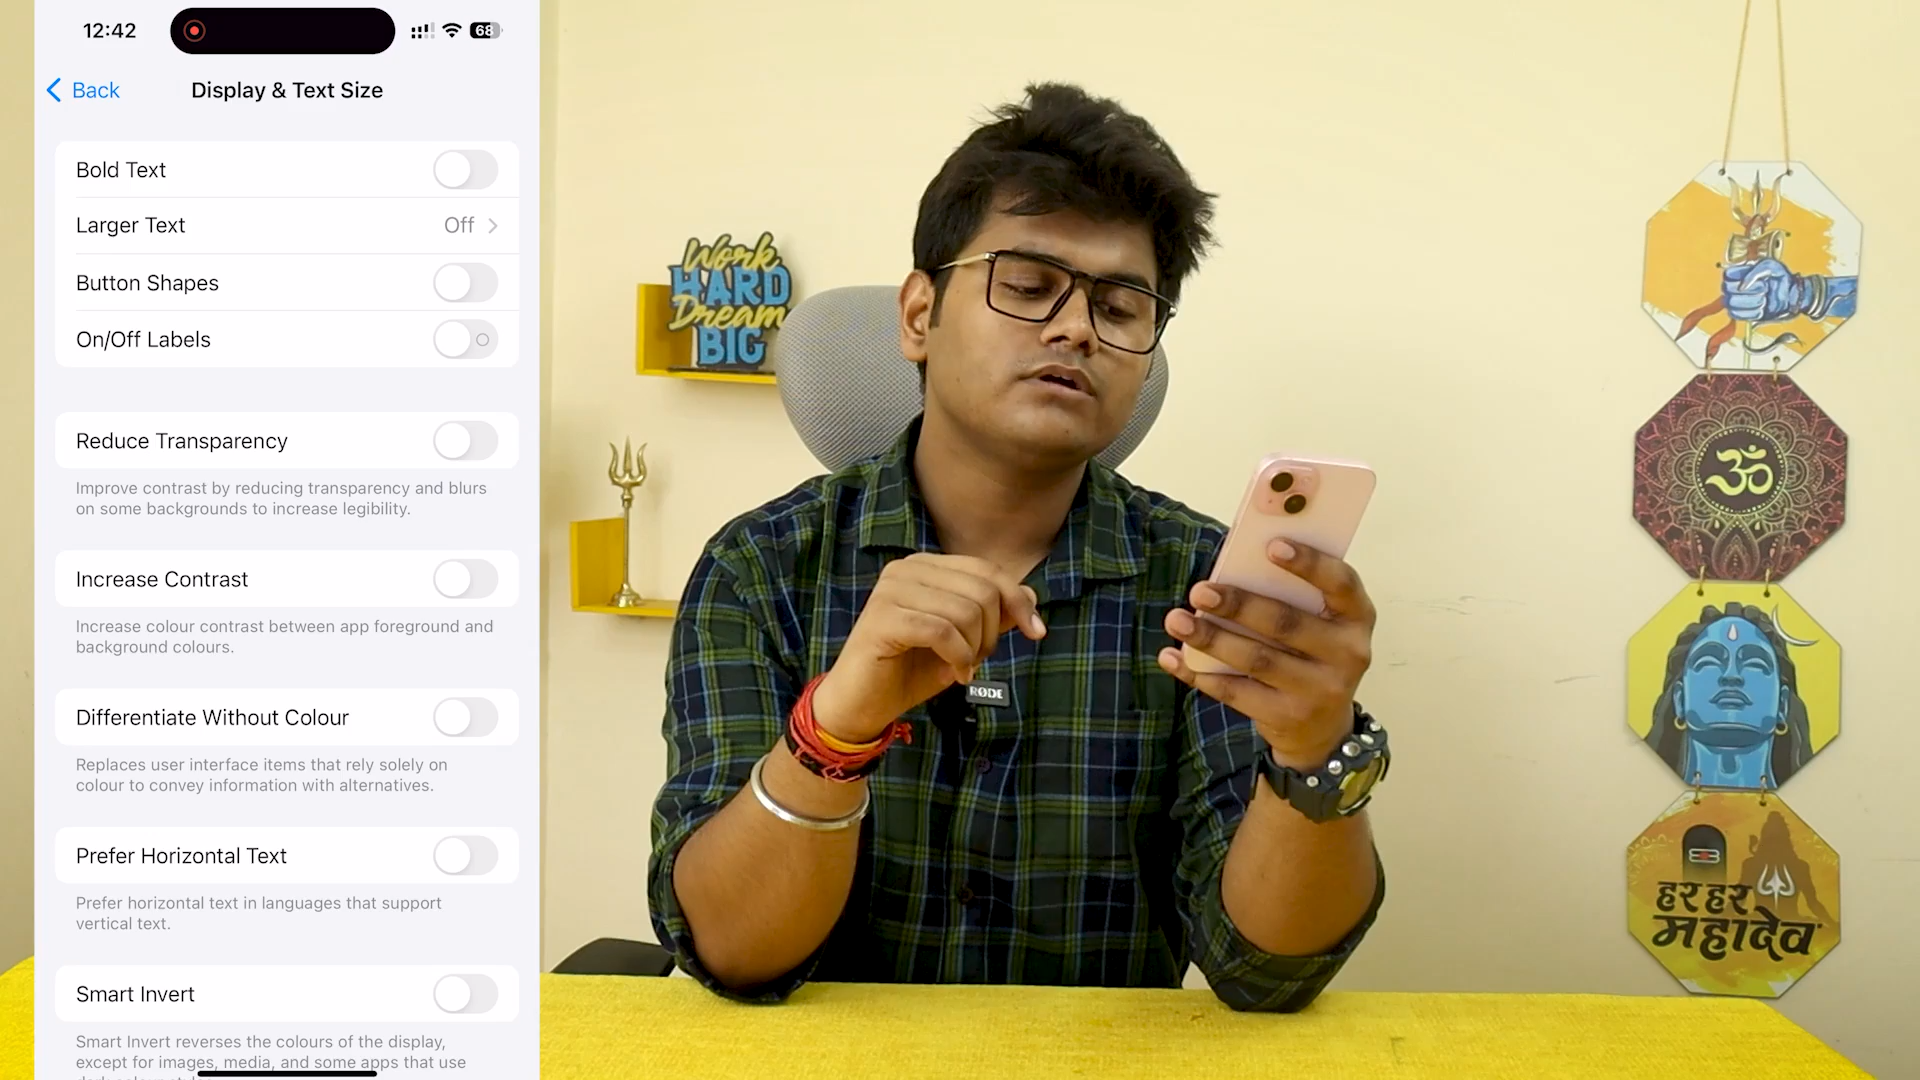 12:42
68
Back
Display & Text Size
Bold Text
Larger Text
Off
Button Shapes
On/Off Labels
Reduce Transparency
Improve contrast by reducing transparency and blurs
on some backgrounds to increase legibility.
Increase Contrast
Increase colour contrast between app foreground and
background colours.
Differentiate Without Colour
Replaces user interface items that rely solely on
colour to convey information with alternatives.
Prefer Horizontal Text
Prefer horizontal text in languages that support
vertical text.
Smart Invert
Smart Invert reverses the colours of the display,
except for images, media, and some apps that use
Work
HARD
Dream
BIG
RØDE
ॐ
हर हर
महादेव